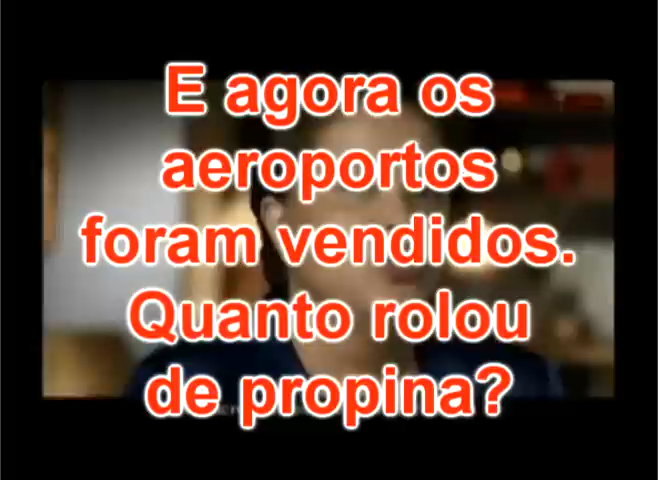 E agora os
aeroportos
foram vendidos.
Quanto rolou
de propina?